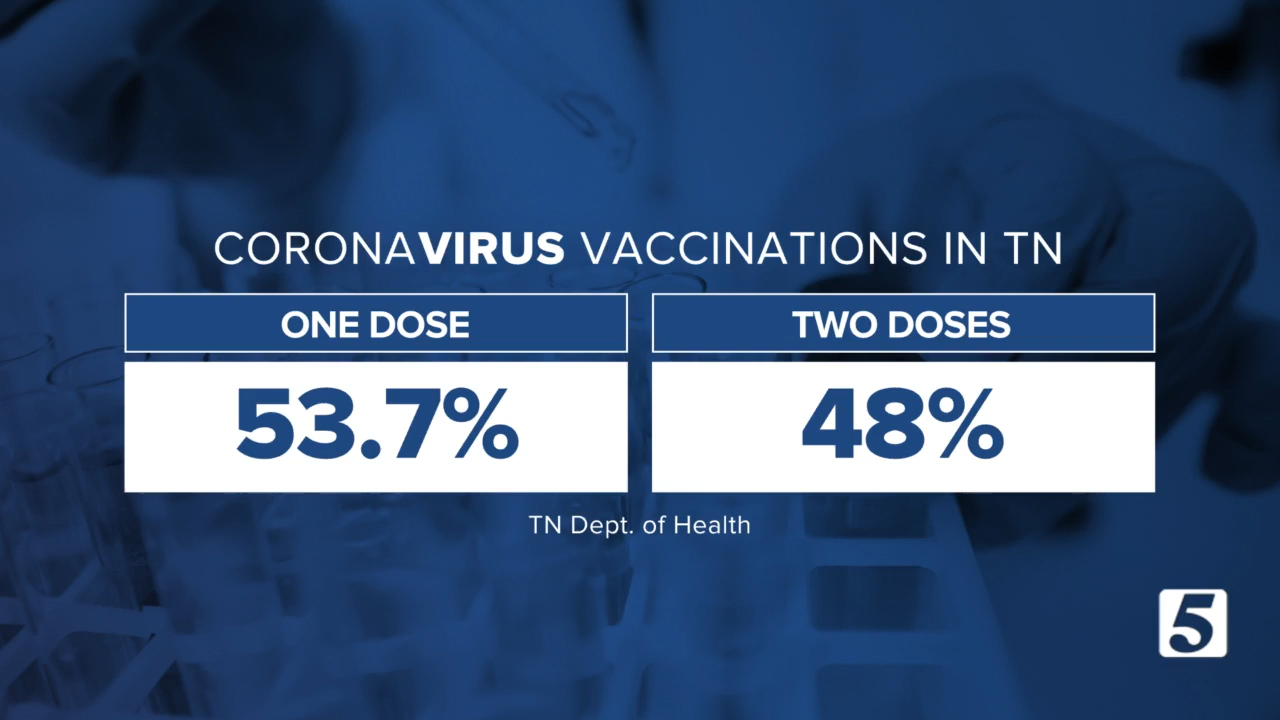 CORONAVIRUS VACCINATIONS IN TN
ONE DOSE
TWO DOSES
53.7%
48%
TN Dept. of Health
5